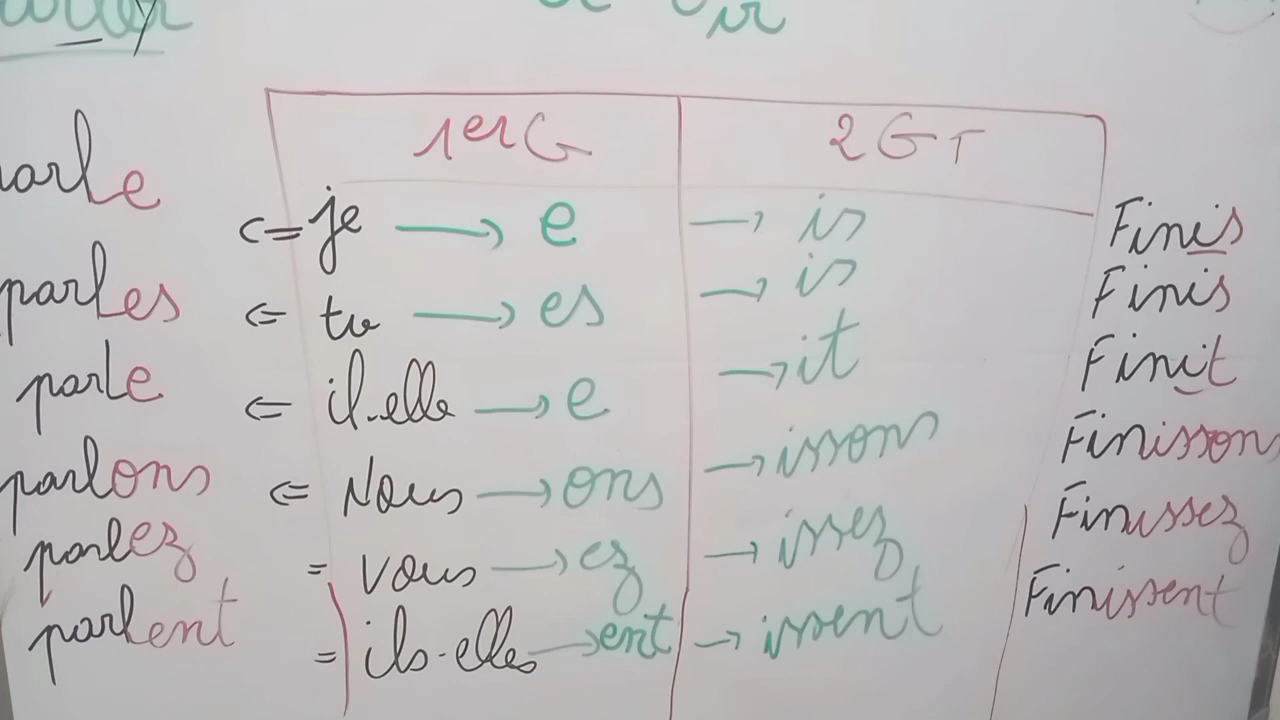 1er G 2 G T
parle <= je → e → is Finis
parles <= tu → es → is Finis
parle <= il-elle → e → it Finit
parlons <= Nous → ons → issons Finissons
parlez = vous → ez → issez Finissez
parlent = ils-elles → ent → issent Finissent